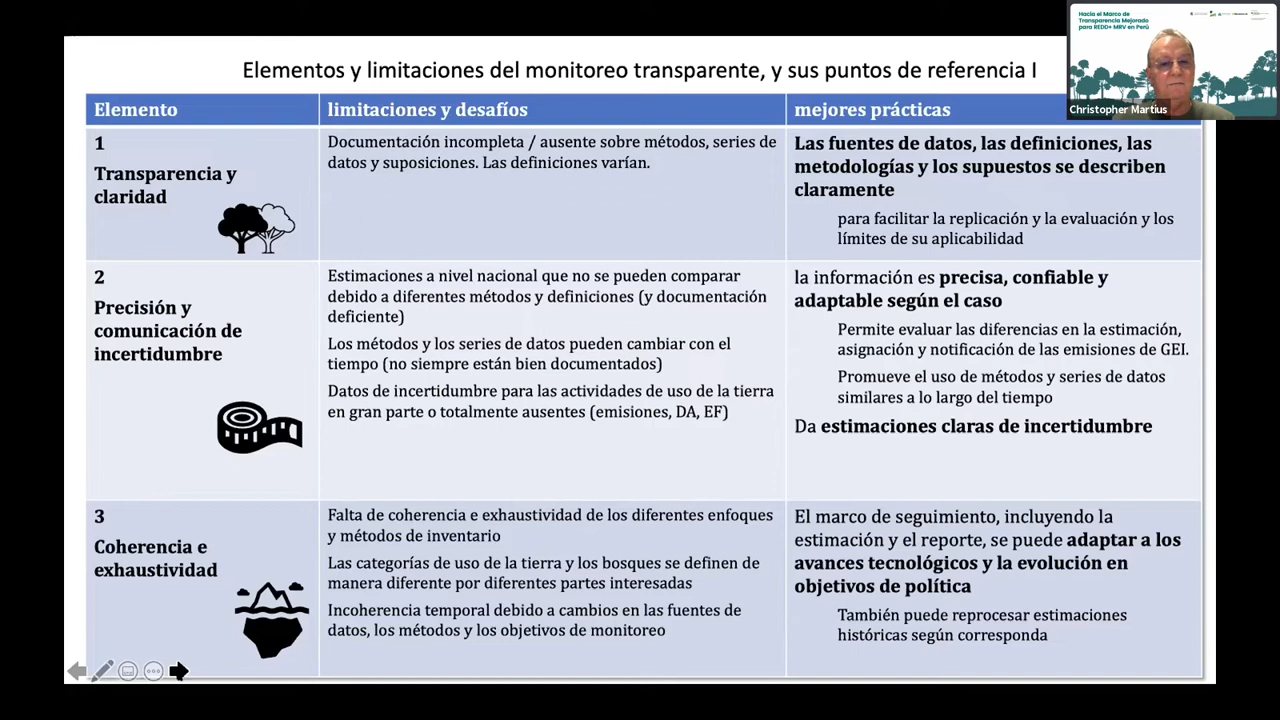 Elementos y limitaciones del monitoreo transparente, y sus puntos de referencia I
Hacia el Marco de
Transparencia Mejorado
para REDD+ MRV en Perú
Christopher Martius
Elemento
limitaciones y desafíos
mejores prácticas
1
Transparencia y
claridad
Documentación incompleta / ausente sobre métodos, series de
datos y suposiciones. Las definiciones varían.
Las fuentes de datos, las definiciones, las
metodologías y los supuestos se describen
claramente
para facilitar la replicación y la evaluación y los
límites de su aplicabilidad
2
Precisión y
comunicación de
incertidumbre
Estimaciones a nivel nacional que no se pueden comparar
debido a diferentes métodos y definiciones (y documentación
deficiente)
Los métodos y los series de datos pueden cambiar con el
tiempo (no siempre están bien documentados)
Datos de incertidumbre para las actividades de uso de la tierra
en gran parte o totalmente ausentes (emisiones, DA, EF)
la información es precisa, confiable y
adaptable según el caso
Permite evaluar las diferencias en la estimación,
asignación y notificación de las emisiones de GEI.
Promueve el uso de métodos y series de datos
similares a lo largo del tiempo
Da estimaciones claras de incertidumbre
3
Coherencia e
exhaustividad
Falta de coherencia e exhaustividad de los diferentes enfoques
y métodos de inventario
Las categorías de uso de la tierra y los bosques se definen de
manera diferente por diferentes partes interesadas
Incoherencia temporal debido a cambios en las fuentes de
datos, los métodos y los objetivos de monitoreo
El marco de seguimiento, incluyendo la
estimación y el reporte, se puede adaptar a los
avances tecnológicos y la evolución en
objetivos de política
También puede reprocesar estimaciones
históricas según corresponda